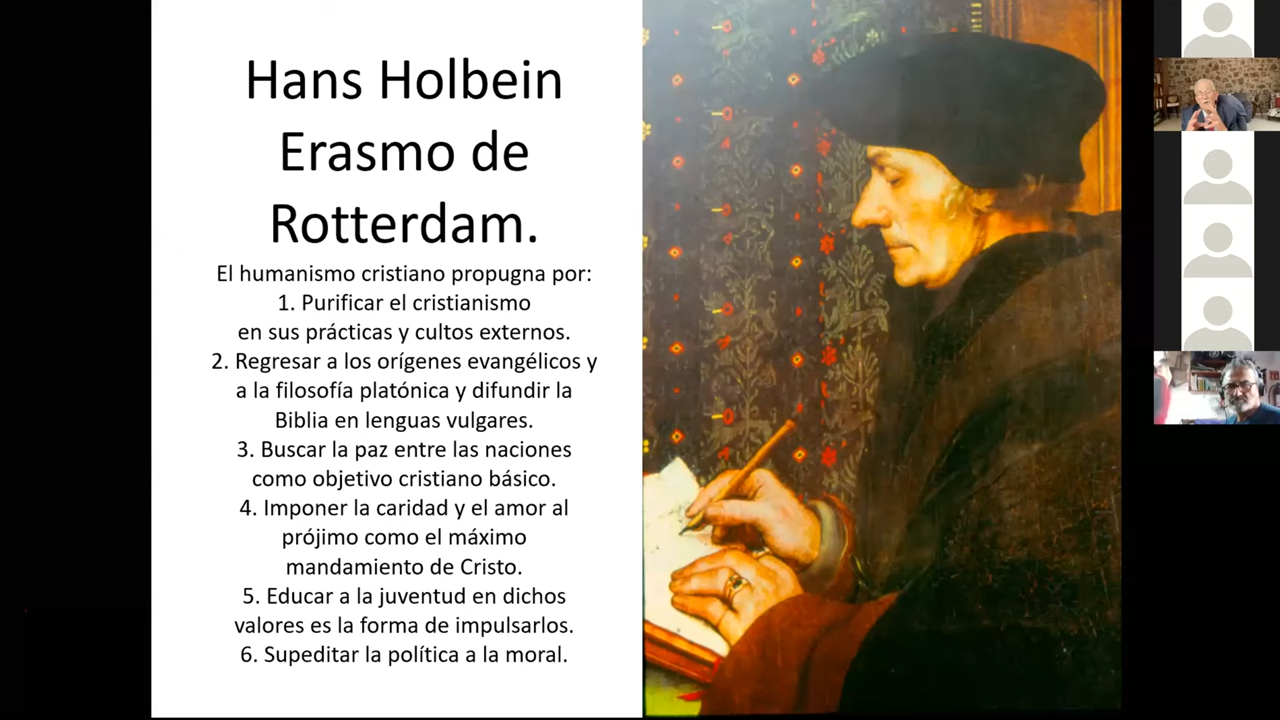 Hans Holbein
Erasmo de
Rotterdam.
El humanismo cristiano propugna por:
1. Purificar el cristianismo
en sus prácticas y cultos externos.
2. Regresar a los orígenes evangélicos y
a la filosofía platónica y difundir la
Biblia en lenguas vulgares.
3. Buscar la paz entre las naciones
como objetivo cristiano básico.
4. Imponer la caridad y el amor al
prójimo como el máximo
mandamiento de Cristo.
5. Educar a la juventud en dichos
valores es la forma de impulsarlos.
6. Supeditar la política a la moral.